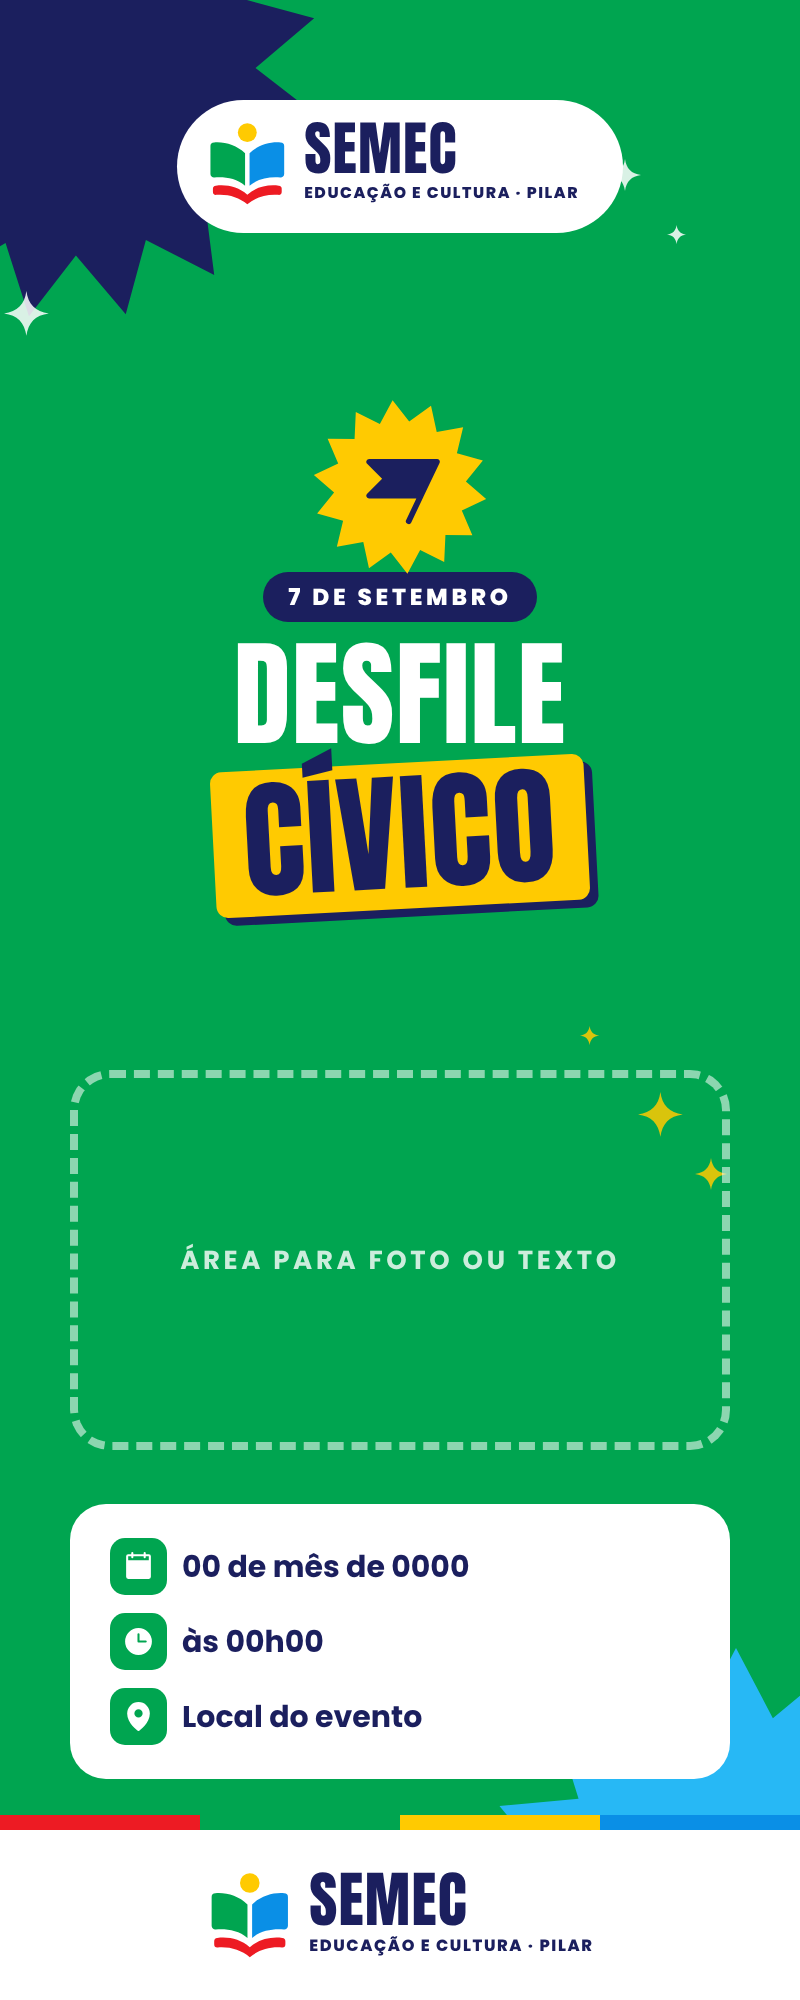 SEMEC
EDUCAÇÃO E CULTURA · PILAR
7 DE SETEMBRO
DESFILE
CÍVICO
ÁREA PARA FOTO OU TEXTO
00 de mês de 0000
às 00h00
Local do evento
SEMEC
EDUCAÇÃO E CULTURA · PILAR